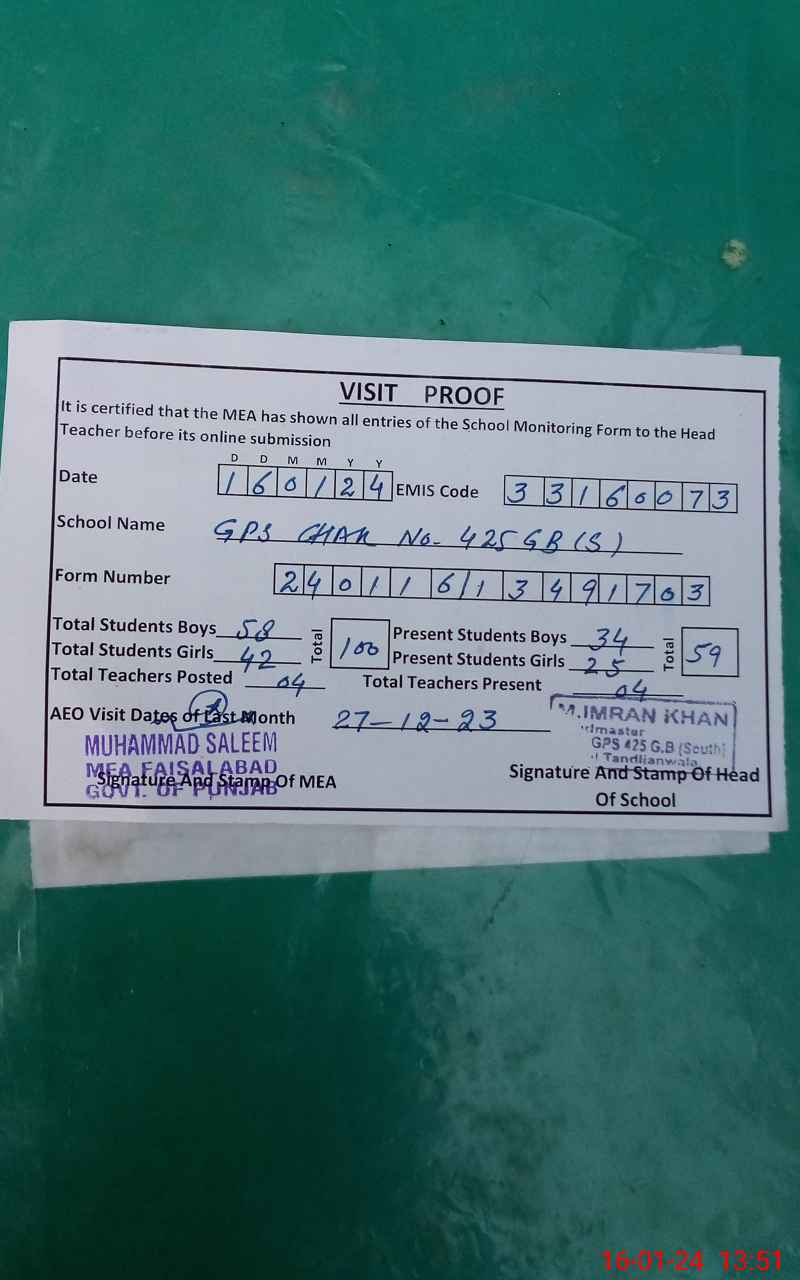 VISIT PROOF
It is certified that the MEA has shown all entries of the School Monitoring Form to the Head
Teacher before its online submission
D D M M Y Y
Date 1 6 0 1 2 4 EMIS Code 3 3 1 6 0 0 7 3
School Name GPS CHAK No. 425 GB (S)
Form Number 2 4 0 1 1 6 1 3 4 9 1 7 0 3
Total Students Boys 58 Total 100 Present Students Boys 34 Total 59
Total Students Girls 42 Present Students Girls 25
Total Teachers Posted 04 Total Teachers Present 04
AEO Visit Dates of Last Month 27-12-23
M.IMRAN KHAN
GPS 425 G.B (South)
Tandlianwala
MUHAMMAD SALEEM
MEA FAISALABAD
GOVT. OF PUNJAB
Signature And Stamp Of MEA
Signature And Stamp Of Head
Of School
16-01-24 13:51